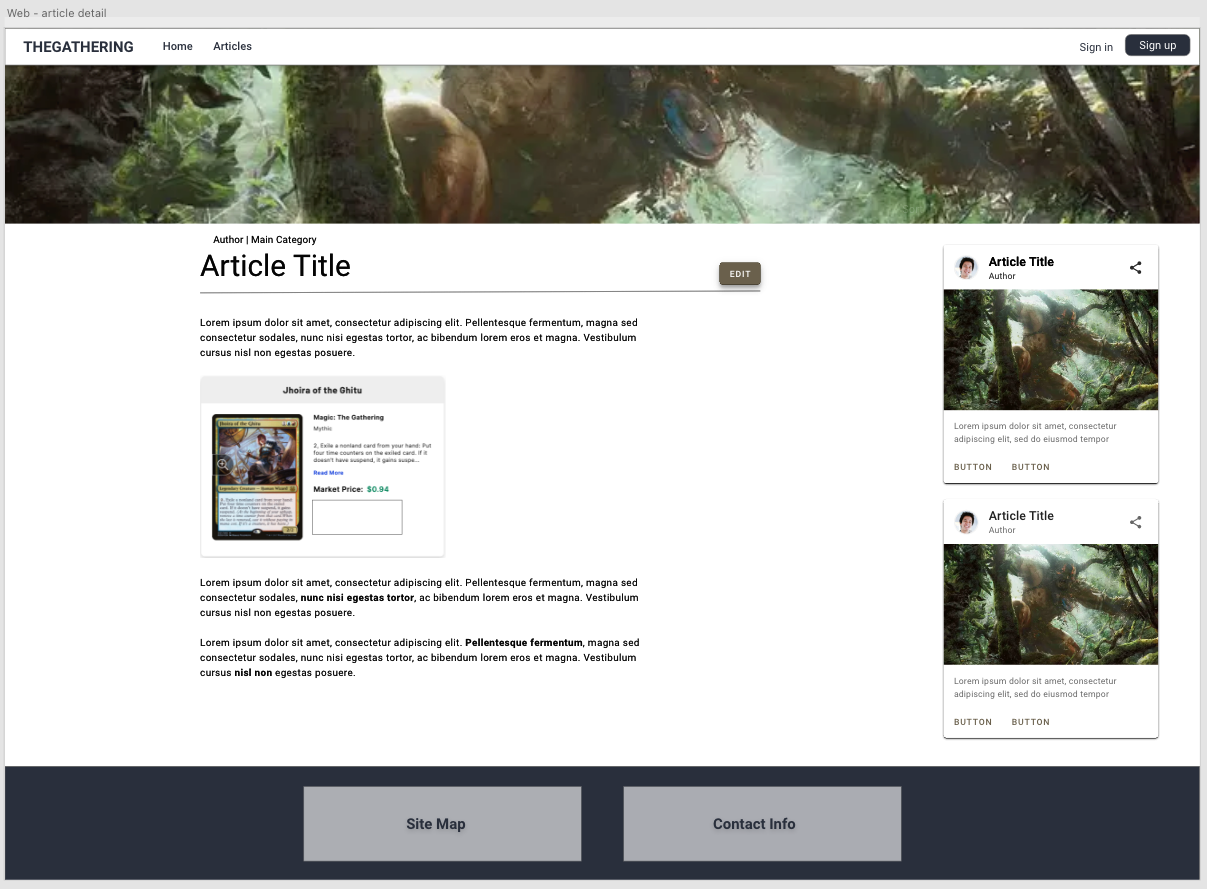 Web - article detail
THEGATHERING
Home
Articles
Sign in
Sign up
Author | Main Category
Article Title
EDIT
Lorem ipsum dolor sit amet, consectetur adipiscing elit. Pellentesque fermentum, magna sed
consectetur sodales, nunc nisi egestas tortor, ac bibendum lorem eros et magna. Vestibulum
cursus nisl non egestas posuere.
Jhoira of the Ghitu
Jhoira of the Ghitu
Legendary Creature — Human Wizard
Magic: The Gathering
Mythic
2, Exile a nonland card from your hand: Put
four time counters on the exiled card. If it
doesn't have suspend, it gains suspe...
Read More
Market Price: $0.94
Lorem ipsum dolor sit amet, consectetur adipiscing elit. Pellentesque fermentum, magna sed
consectetur sodales, nunc nisi egestas tortor, ac bibendum lorem eros et magna. Vestibulum
cursus nisl non egestas posuere.
Lorem ipsum dolor sit amet, consectetur adipiscing elit. Pellentesque fermentum, magna sed
consectetur sodales, nunc nisi egestas tortor, ac bibendum lorem eros et magna. Vestibulum
cursus nisl non egestas posuere.
Article Title
Author
Lorem ipsum dolor sit amet, consectetur
adipiscing elit, sed do eiusmod tempor
BUTTON
BUTTON
Article Title
Author
Lorem ipsum dolor sit amet, consectetur
adipiscing elit, sed do eiusmod tempor
BUTTON
BUTTON
Site Map
Contact Info